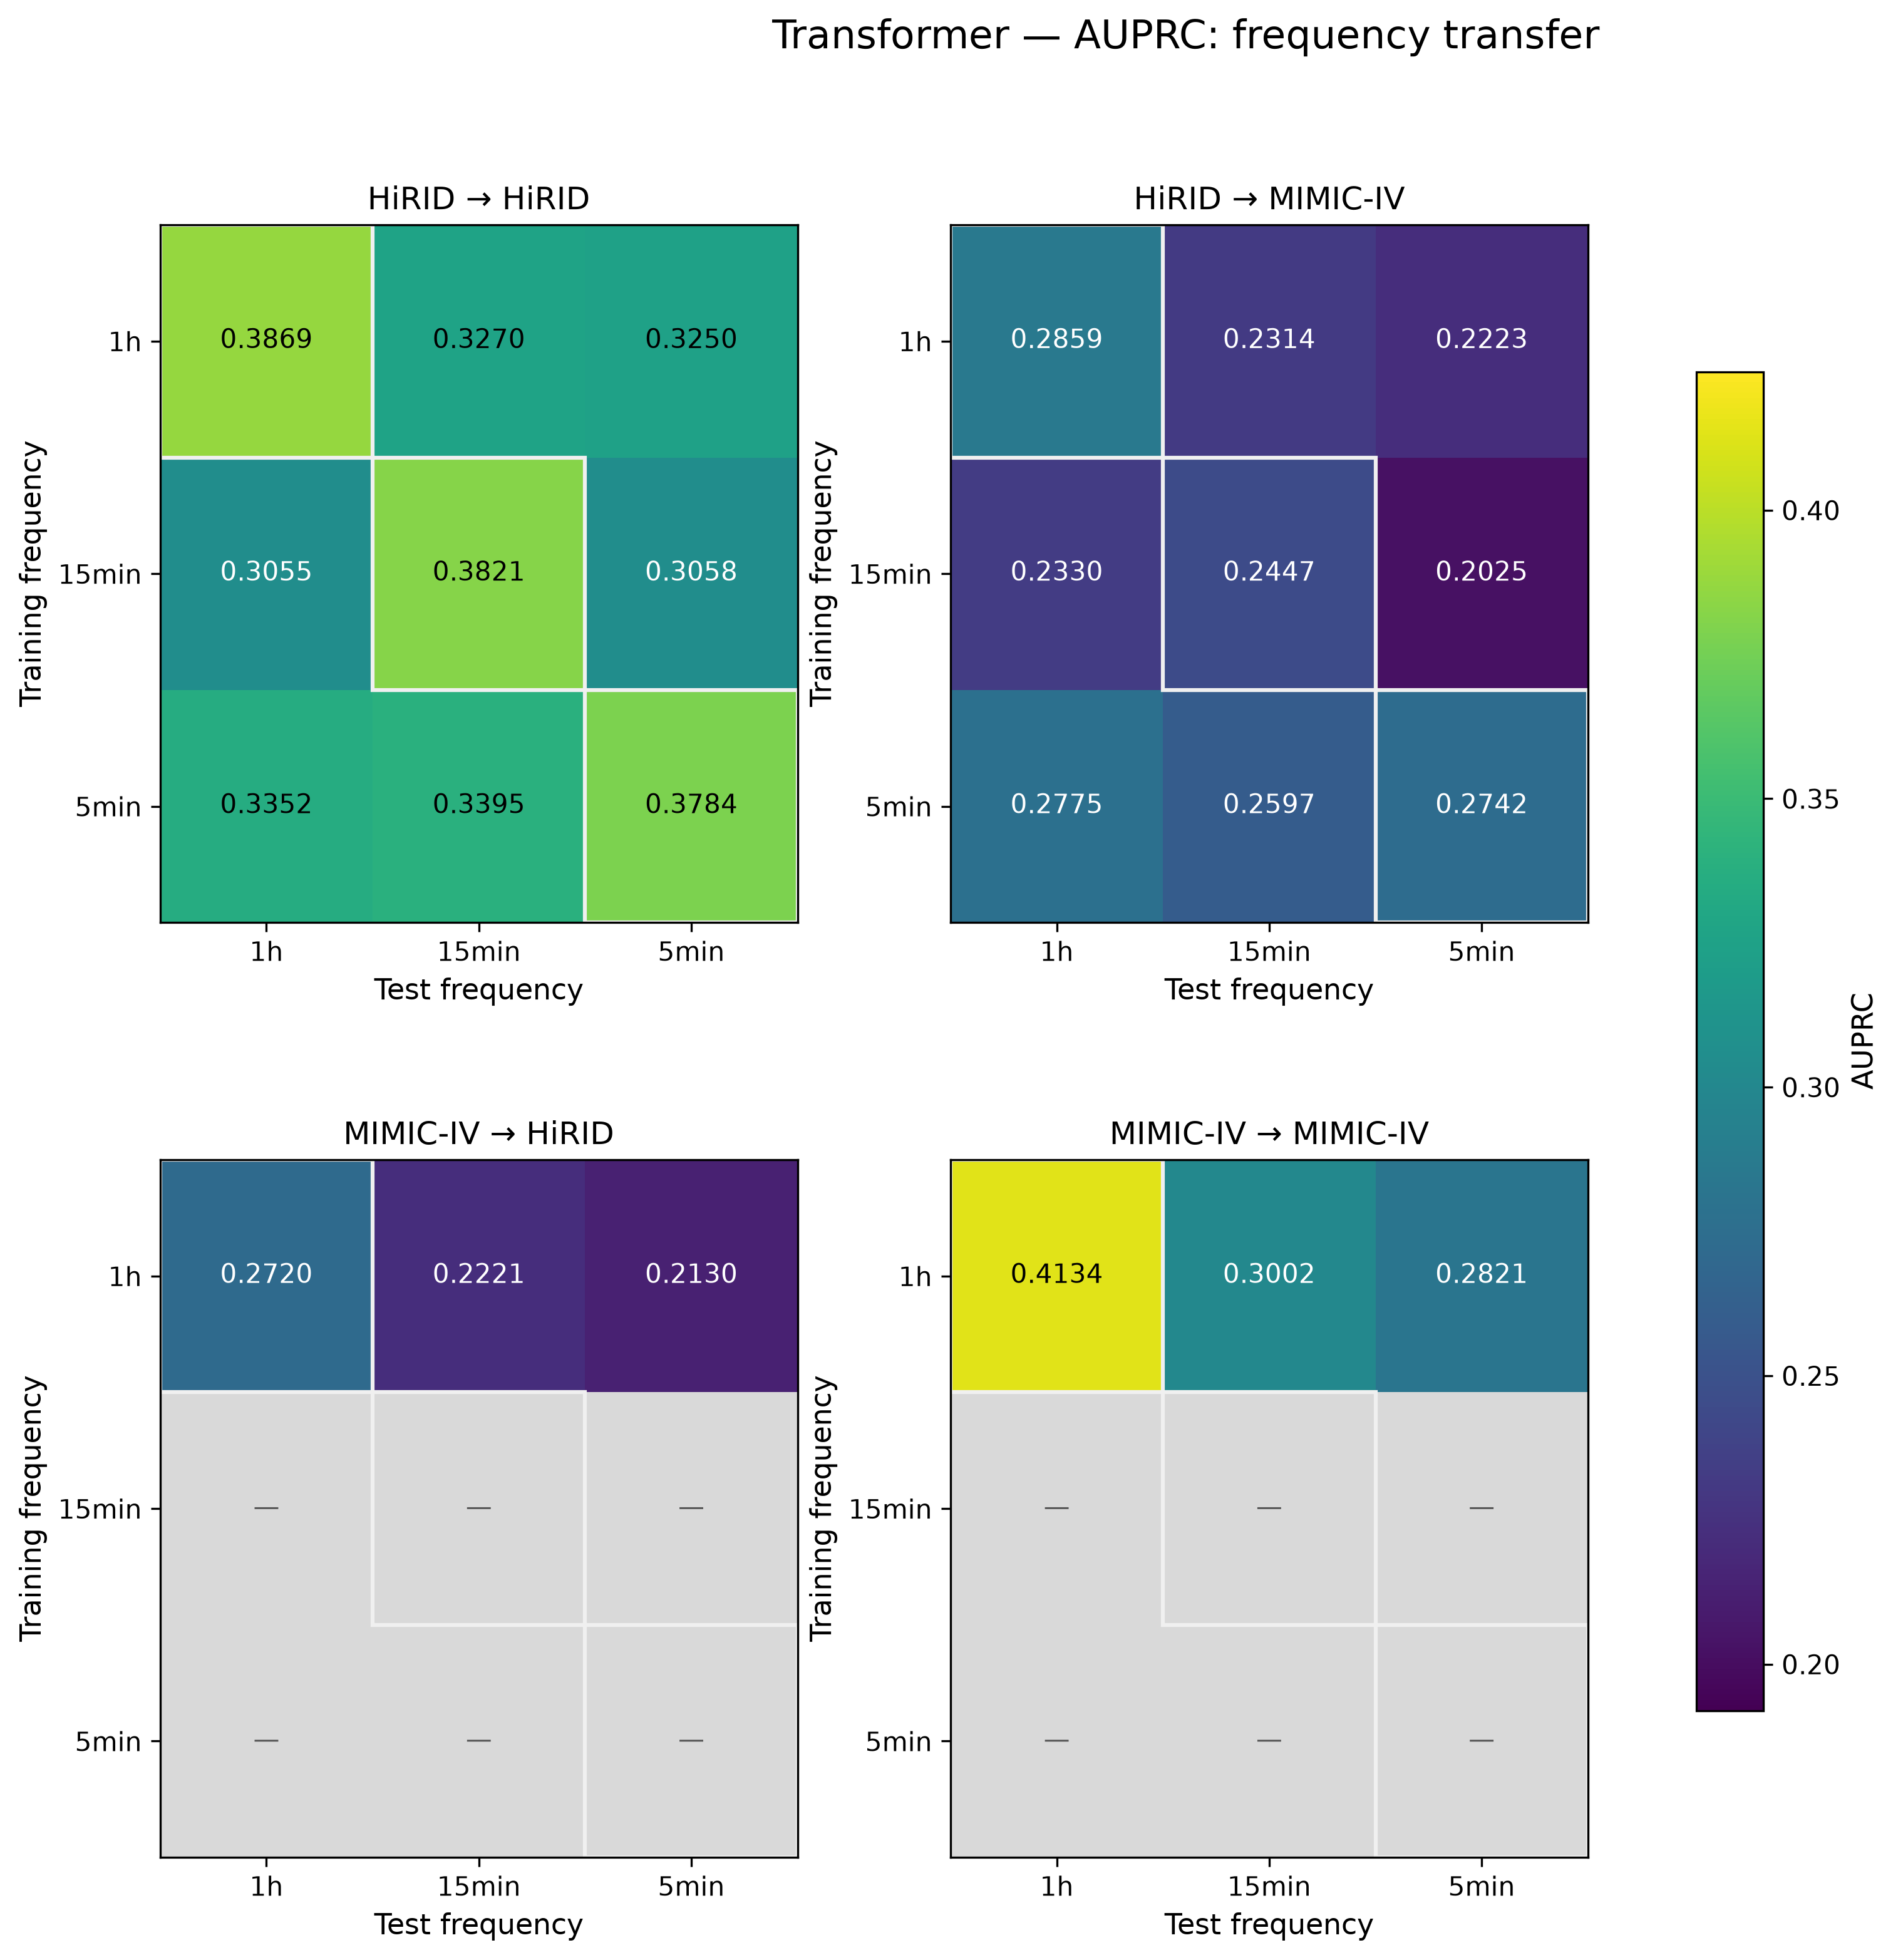 Transformer — AUPRC: frequency transfer
HiRID → HiRID
Training frequency
1h
0.3869 0.3270 0.3250
15min
0.3055 0.3821 0.3058
5min
0.3352 0.3395 0.3784
1h 15min 5min
Test frequency
HiRID → MIMIC-IV
Training frequency
1h
0.2859 0.2314 0.2223
15min
0.2330 0.2447 0.2025
5min
0.2775 0.2597 0.2742
1h 15min 5min
Test frequency
MIMIC-IV → HiRID
Training frequency
1h
0.2720 0.2221 0.2130
15min
— — —
5min
— — —
1h 15min 5min
Test frequency
MIMIC-IV → MIMIC-IV
Training frequency
1h
0.4134 0.3002 0.2821
15min
— — —
5min
— — —
1h 15min 5min
Test frequency
0.40
0.35
0.30
0.25
0.20
AUPRC